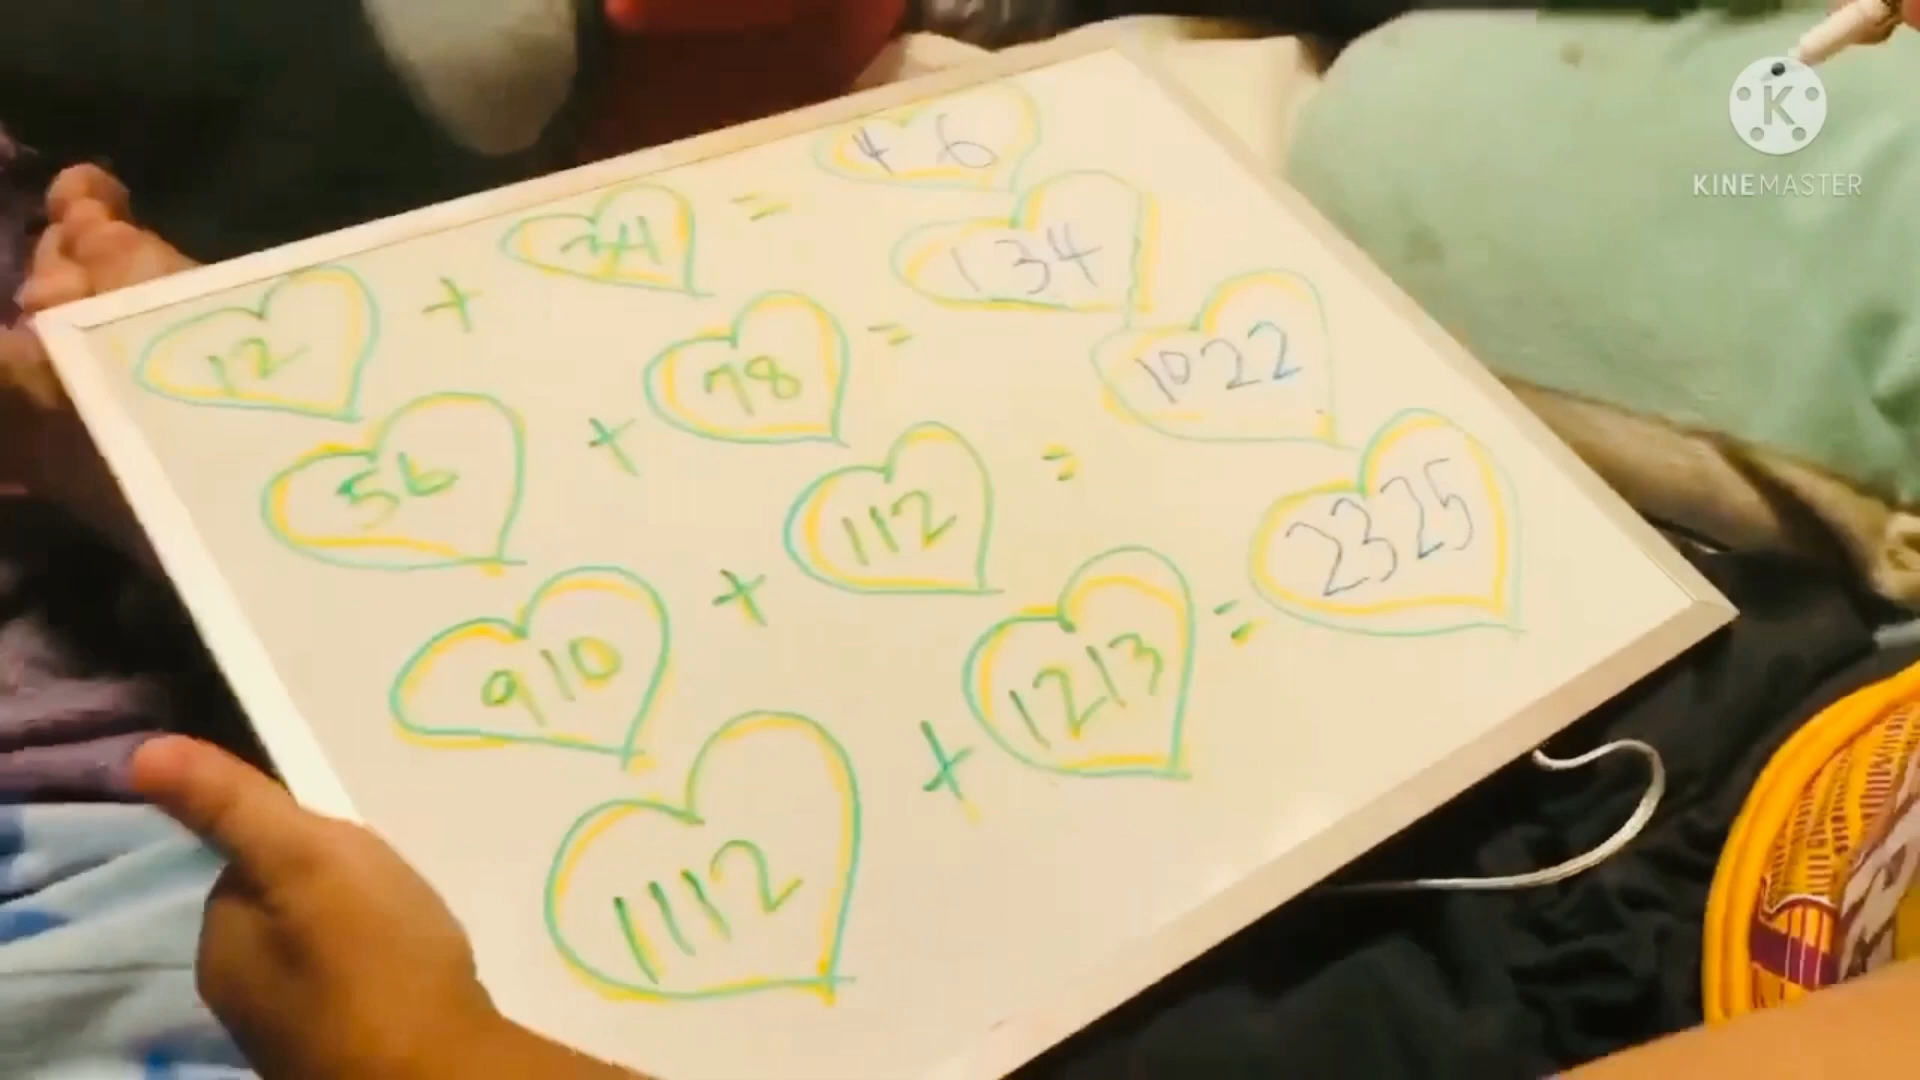 12 + 34 = 46
56 + 78 = 134
910 + 112 = 1022
1112 + 1213 = 2325
KINEMASTER